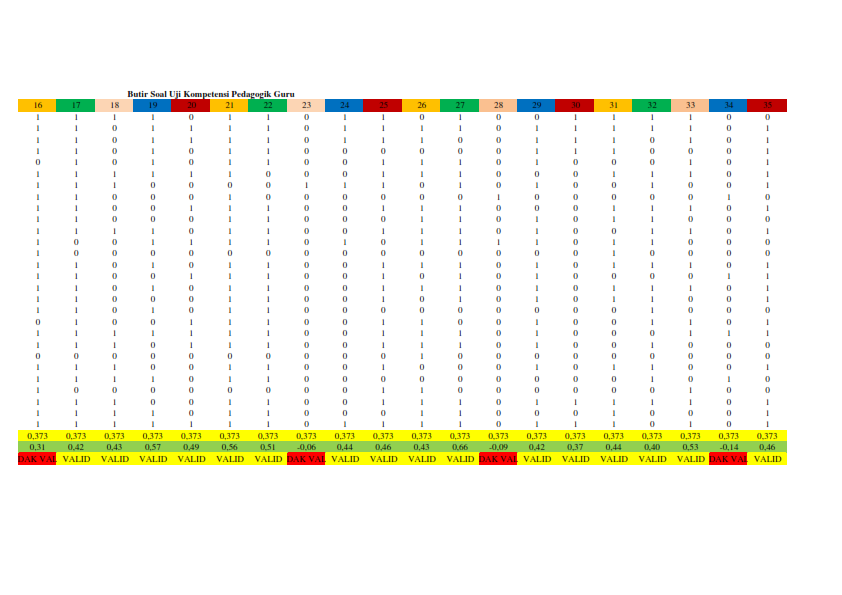 Butir Soal Uji Kompetensi Pedagogik Guru
16 17 18 19 20 21 22 23 24 25 26 27 28 29 30 31 32 33 34 35
1 1 1 1 0 1 1 0 1 1 0 1 0 0 1 1 1 1 0 0
1 1 0 1 1 1 1 0 1 1 1 1 0 1 1 1 1 1 0 1
1 1 0 1 1 1 1 0 1 1 1 0 0 1 1 1 0 1 0 1
1 1 0 1 0 1 1 0 0 0 0 0 0 1 1 1 0 0 0 1
0 1 0 1 0 1 1 0 0 1 1 1 0 1 0 0 0 1 0 1
1 1 1 1 1 1 0 0 0 1 1 1 0 0 0 1 1 1 0 1
1 1 1 0 0 0 0 1 1 1 0 1 0 1 0 0 1 0 0 1
1 1 0 0 0 1 0 0 0 0 0 0 1 0 0 0 0 0 1 0
1 1 0 0 1 1 1 0 0 1 1 1 0 0 0 1 1 1 0 1
1 1 0 0 0 1 1 0 0 0 1 1 0 1 0 1 1 0 0 0
1 1 1 1 0 1 1 0 0 1 1 1 0 1 0 0 1 1 0 1
1 0 0 1 1 1 1 0 1 0 1 1 1 1 0 1 1 0 0 0
1 0 0 0 0 0 0 0 0 0 0 0 0 0 0 1 0 0 0 0
1 1 0 1 0 1 1 0 0 1 1 1 0 1 0 1 1 1 0 1
1 1 0 0 1 1 1 0 0 1 0 1 0 1 0 0 0 0 1 1
1 1 0 1 0 1 1 0 0 1 1 1 0 1 0 1 1 0 0 1
1 1 0 0 0 1 1 0 0 1 0 1 0 1 0 1 1 0 0 1
1 1 0 0 0 1 1 0 0 0 0 0 0 0 0 0 1 0 0 0
0 1 0 0 1 1 1 0 0 1 1 0 0 1 0 0 1 1 0 1
1 1 1 1 1 1 1 0 0 1 1 1 0 1 0 0 0 1 1 1
1 1 1 0 0 1 1 0 0 1 1 1 0 1 0 0 1 1 0 1
0 0 0 0 0 0 0 0 0 0 1 0 0 0 0 0 0 0 0 0
1 1 1 0 0 1 1 0 0 0 0 0 0 1 0 1 1 0 0 1
1 1 1 1 0 1 1 0 0 0 0 0 0 0 0 0 1 0 1 0
1 0 0 0 0 0 0 0 0 1 1 0 0 0 0 0 0 1 0 0
1 1 1 0 0 1 1 0 0 1 0 0 0 1 1 1 1 1 0 1
1 1 1 1 0 1 1 0 0 1 1 1 0 0 0 1 1 0 0 1
1 1 1 1 0 1 1 0 1 1 1 1 0 1 1 1 0 1 0 1
0,373 0,373 0,373 0,373 0,373 0,373 0,373 0,373 0,373 0,373 0,373 0,373 0,373 0,373 0,373 0,373 0,373 0,373 0,373 0,373
0,31 0,42 0,43 0,57 0,49 0,56 0,51 -0,06 0,44 0,46 0,43 0,66 -0,09 0,42 0,37 0,44 0,40 0,53 -0,14 0,46
DAK VAL VALID VALID VALID VALID VALID VALID DAK VAL VALID VALID VALID VALID DAK VAL VALID VALID VALID VALID VALID DAK VAL VALID